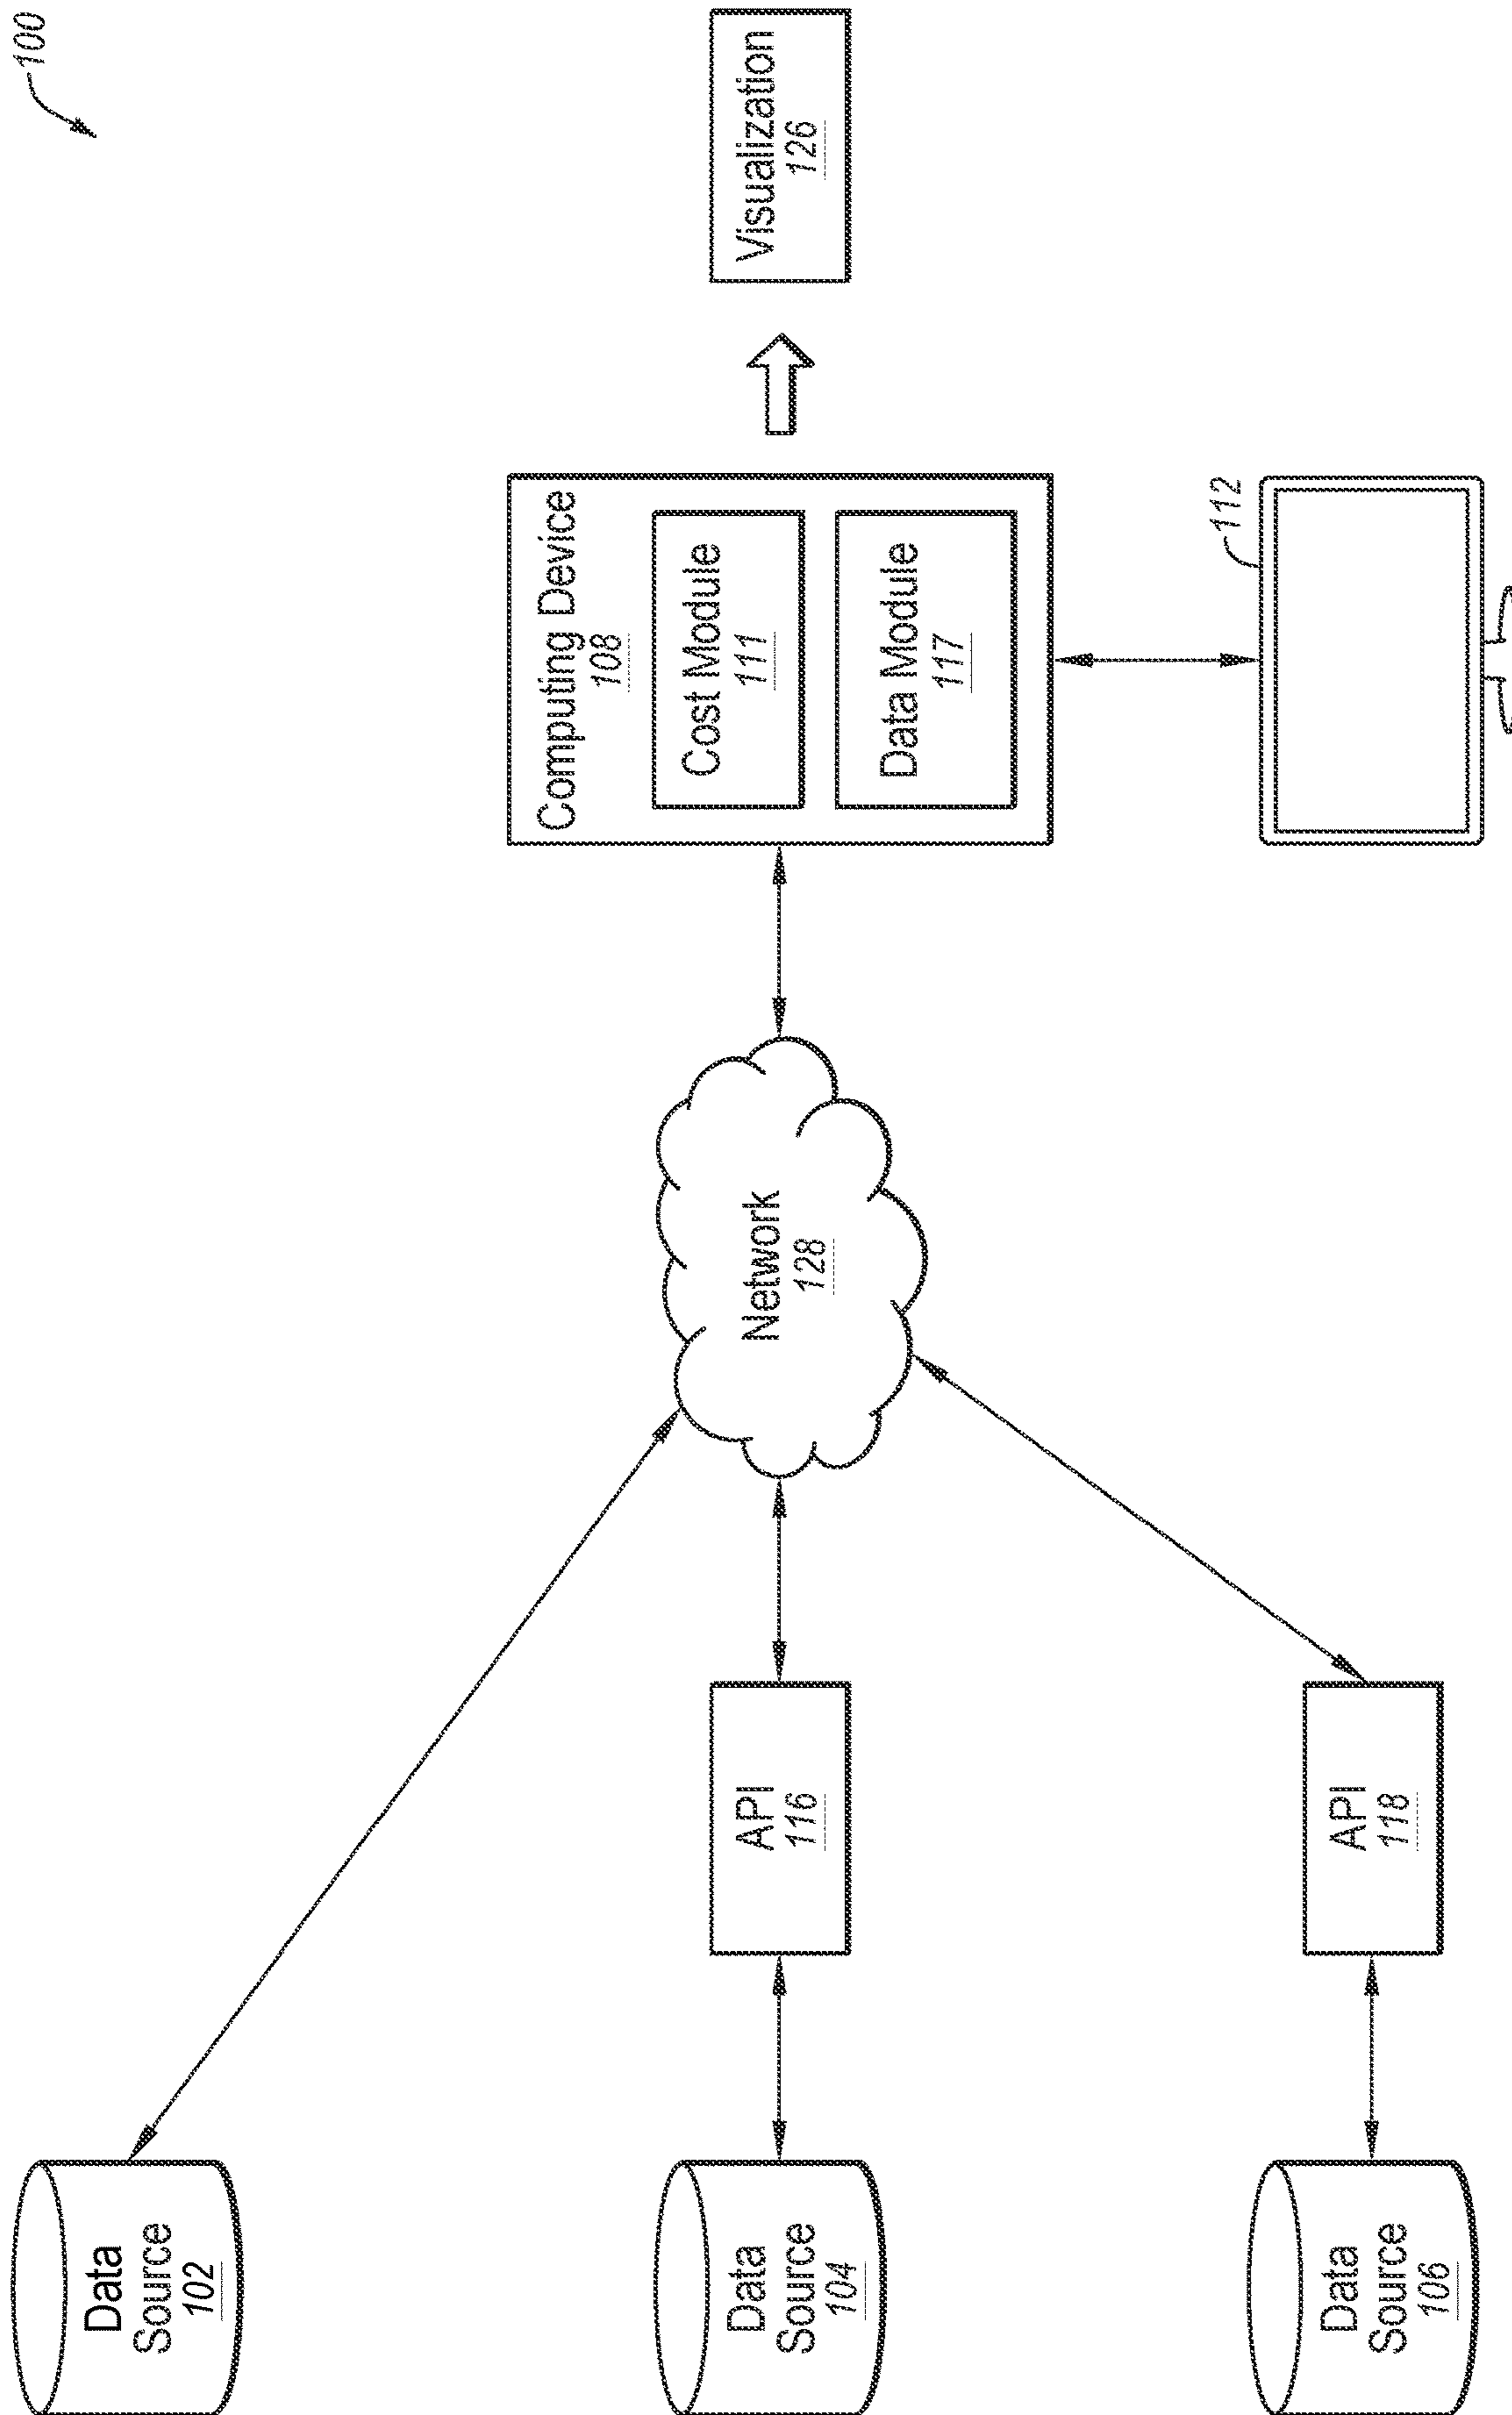 100
Data
Source
102
Data
Source
104
API
116
Network
128
Computing Device
108
Cost Module
111
Data Module
117
Visualization
126
Data
Source
106
API
118
112